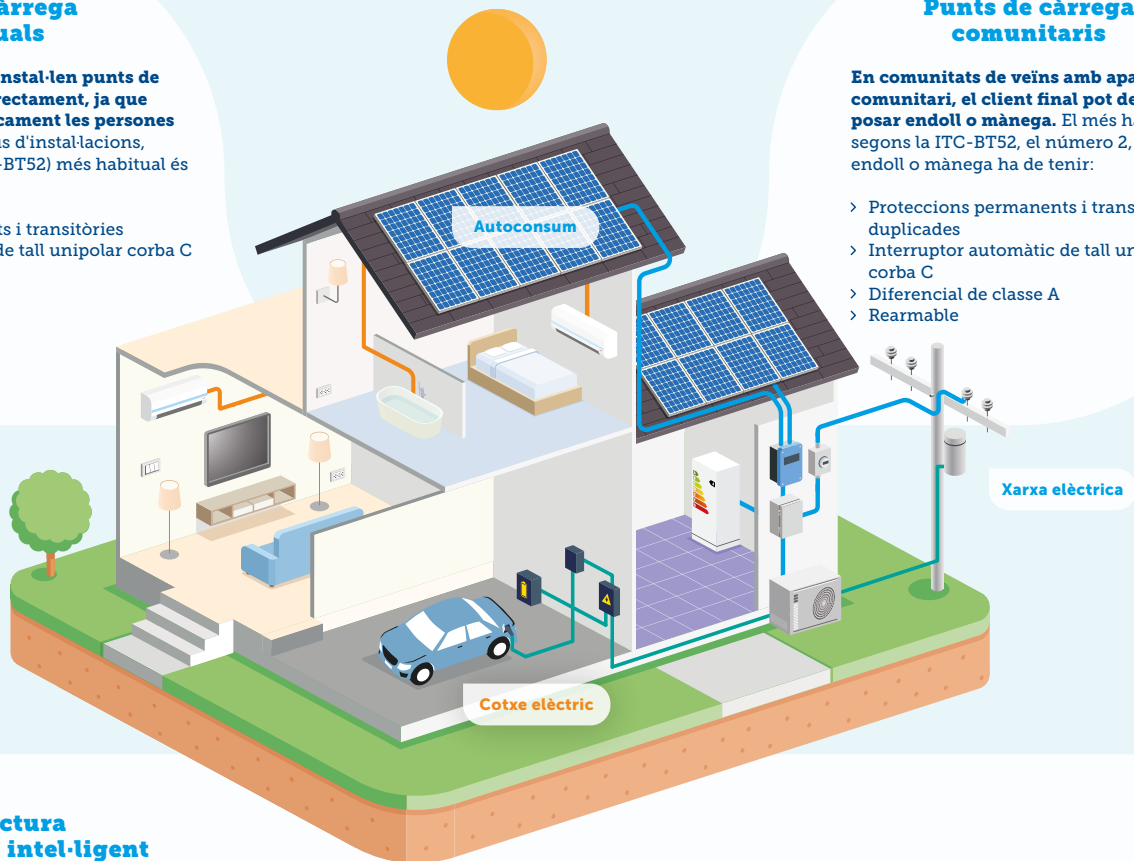 àrrega
uals
nstal·len punts de
rectament, ja que
cament les persones
us d'instal·lacions,
-BT52) més habitual és
ts i transitòries
de tall unipolar corba C
Punts de càrrega
comunitaris
En comunitats de veïns amb apa
comunitari, el client final pot de
posar endoll o mànega. El més ha
segons la ITC-BT52, el número 2,
endoll o mànega ha de tenir:
> Proteccions permanents i trans
duplicades
> Interruptor automàtic de tall un
corba C
> Diferencial de classe A
> Rearmable
Autoconsum
Xarxa elèctrica
Cotxe elèctric
ctura
intel·ligent